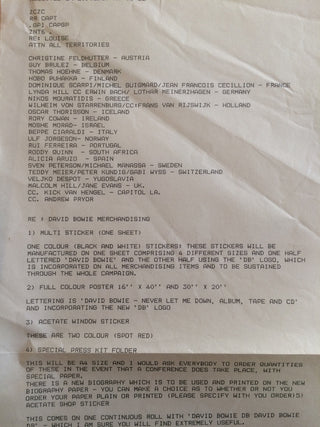 ZCZC
RR CAPT
.GPI CAPGP
ZNT6 .
RE: LOUISE
ATTN ALL TERRITORIES
CHRISTINE FELDHUTTER - AUSTRIA
GUY BRULEZ - BELGIUM
THOMAS HOEHNE - DENMARK
HOBO PUHAKKA - FINLAND
DOMINIQUE SCARPI/MICHEL GUISMARD/JEAN FRANCOIS CECILLION - FRANCE
LYNDA HILL CC ERWIN BACH/ LOTHAR MEINERZHAGEN - GERMANY
NIKOS MOURATIDIS - GREECE
WILHELM VON STARRENBURG/CC:FRANS VAN RIJSWIJK - HOLLAND
OSCAR THORISSON - ICELAND
RORY COWAN - IRELAND
MOSHE MORAD- ISRAEL
BEPPE CIARALDI - ITALY
ULF JORGESON- NORWAY
RUI FERREIRA - PORTUGAL
RODDY QUINN - SOUTH AFRICA
ALICIA ARUIO - SPAIN
SVEN PETERSON/MICHAEL MANASSA - SWEDEN
TEDDY MEIER/PETER KUNDIG/GABI WYSS - SWITZERLAND
VELJKO DESPOT - YUGOSLAVIA
MALCOLM HILL/JANE EVANS - UK.
CC. KICK VAN HENGEL - CAPITOL LA.
CC. ANDREW PRYOR
RE : DAVID BOWIE MERCHANDISING
1) MULTI STICKER (ONE SHEET)
ONE COLOUR (BLACK AND WHITE) STICKERS: THESE STICKERS WILL BE
MANUFACTURED ON ONE SHEET COMPRISING 6 DIFFERENT SIZES AND ONE HALF
LETTERED 'DAVID BOWIE' AND THE OTHER HALF USING THE 'DB' LOGO, WHICH
IS INCORPORATED ON ALL MERCHANDISING ITEMS AND TO BE SUSTAINED
THROUGH THE WHOLE CAMPAIGN.
2) FULL COLOUR POSTER 16'' X 40'' AND 30'' X 20''
LETTERING IS 'DAVID BOWIE - NEVER LET ME DOWN, ALBUM, TAPE AND CD'
AND INCORPORATING THE NEW 'DB' LOGO
3) ACETATE WINDOW STICKER
THESE ARE TWO COLOUR (SPOT RED)
4) SPECIAL PRESS KIT FOLDER
THIS WILL BE A4 SIZE AND I WOULD ASK EVERYBODY TO ORDER QUANTITIES
OF THESE IN THE EVENT THAT A CONFERENCE DOES TAKE PLACE, WITH
SPECIAL PAPER.
THERE IS A NEW BIOGRAPHY WHICH IS TO BE USED AND PRINTED ON THE NEW
BIOGRAPHY PAPER - YOU CAN MAKE A CHOICE AS TO WHETHER OR NOT YOU
ORDER YOUR PAPER PLAIN OR PRINTED (PLEASE SPECIFY WITH YOUR ORDER)5)
ACETATE SHOP STICKER
THIS COMES ON ONE CONTINUOUS ROLL WITH 'DAVID BOWIE DB DAVID BOWIE
DB' - WHICH I AM SURE YOU WILL FIND EXTREMELY USEFUL.